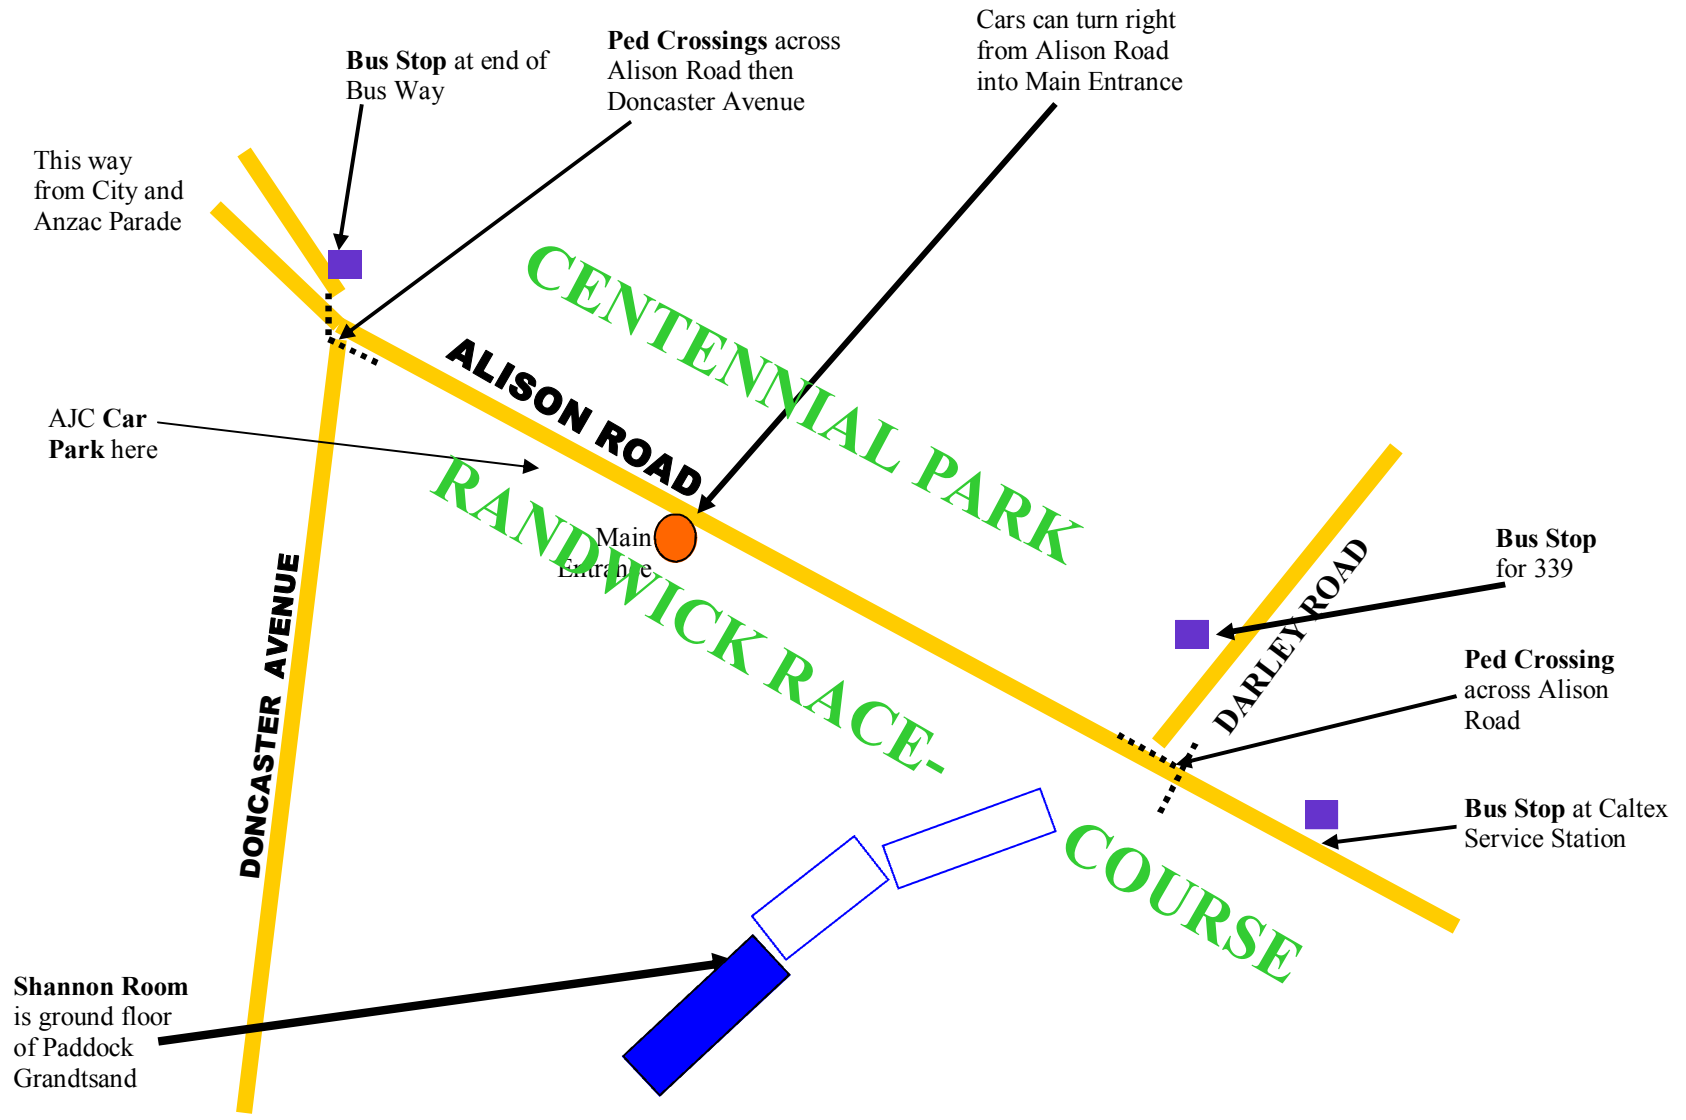 Cars can turn right
from Alison Road
into Main Entrance
Ped Crossings across
Alison Road then
Doncaster Avenue
Bus Stop at end of
Bus Way
This way
from City and
Anzac Parade
CENTENNIAL PARK
ALISON ROAD
AJC Car
Park here
RANDWICK RACE-
COURSE
Main
Entrance
DONCASTER AVENUE
DARLEY ROAD
Bus Stop
for 339
Ped Crossing
across Alison
Road
Bus Stop at Caltex
Service Station
Shannon Room
is ground floor
of Paddock
Grandtsand